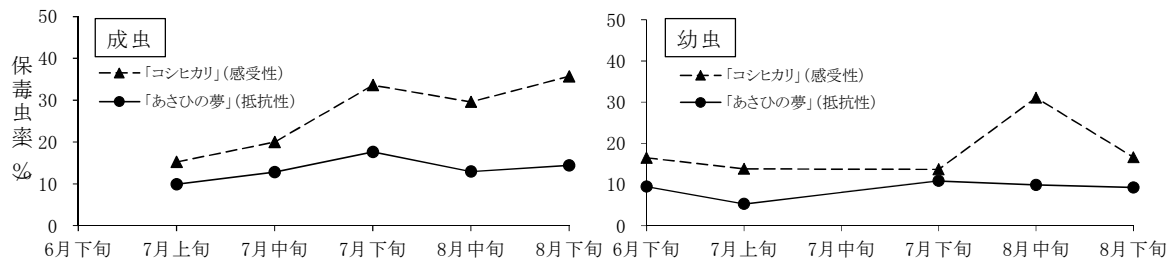 成虫
保毒虫率 %
50
40
30
20
10
0
「コシヒカリ」(感受性)
「あさひの夢」(抵抗性)
6月下旬 7月上旬 7月中旬 7月下旬 8月中旬 8月下旬
幼虫
50
40
30
20
10
0
「コシヒカリ」(感受性)
「あさひの夢」(抵抗性)
6月下旬 7月上旬 7月中旬 7月下旬 8月中旬 8月下旬